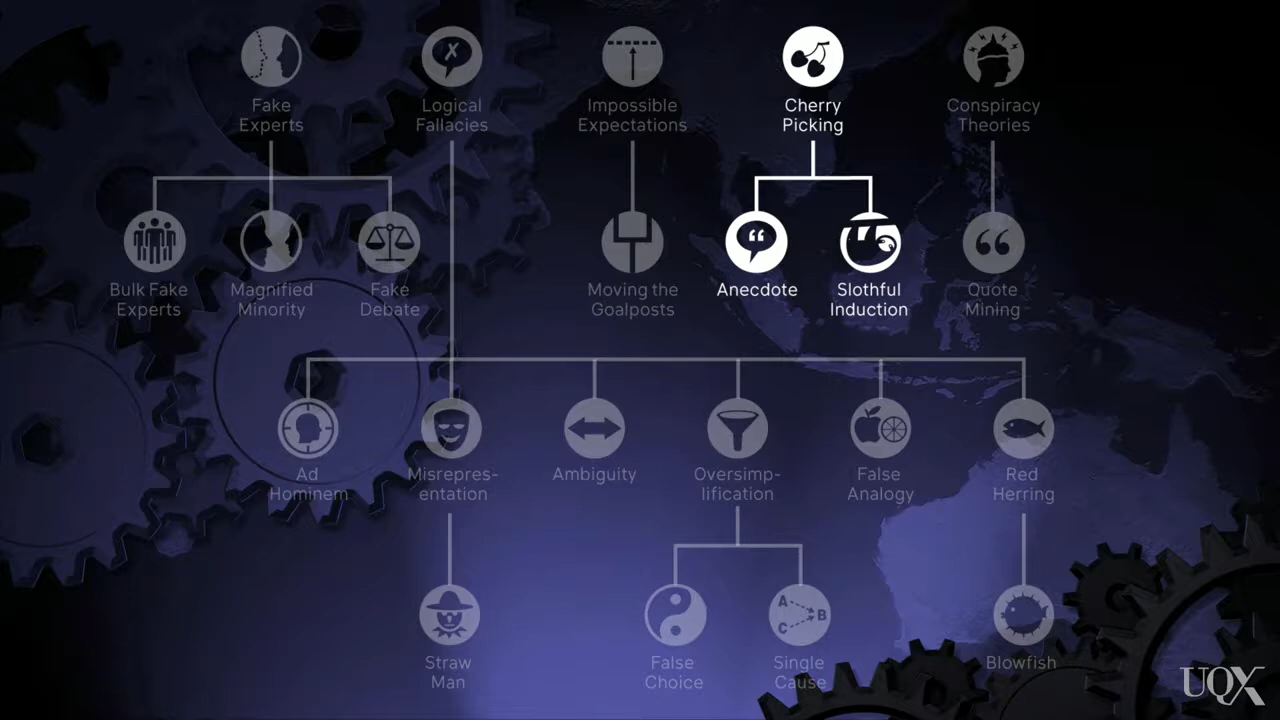 Fake
Experts
Logical
Fallacies
Impossible
Expectations
Cherry
Picking
Conspiracy
Theories
Bulk Fake
Experts
Magnified
Minority
Fake
Debate
Moving the
Goalposts
Anecdote
Slothful
Induction
Quote
Mining
Ad
Hominem
Misrepres-
entation
Ambiguity
Oversimp-
lification
False
Analogy
Red
Herring
Straw
Man
False
Choice
A
C
B
Single
Cause
Blowfish
UQX